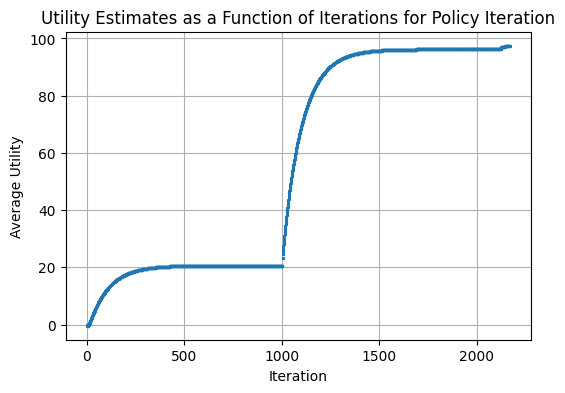 Utility Estimates as a Function of Iterations for Policy Iteration
100
80
60
40
20
0
Average Utility
0 500 1000 1500 2000
Iteration